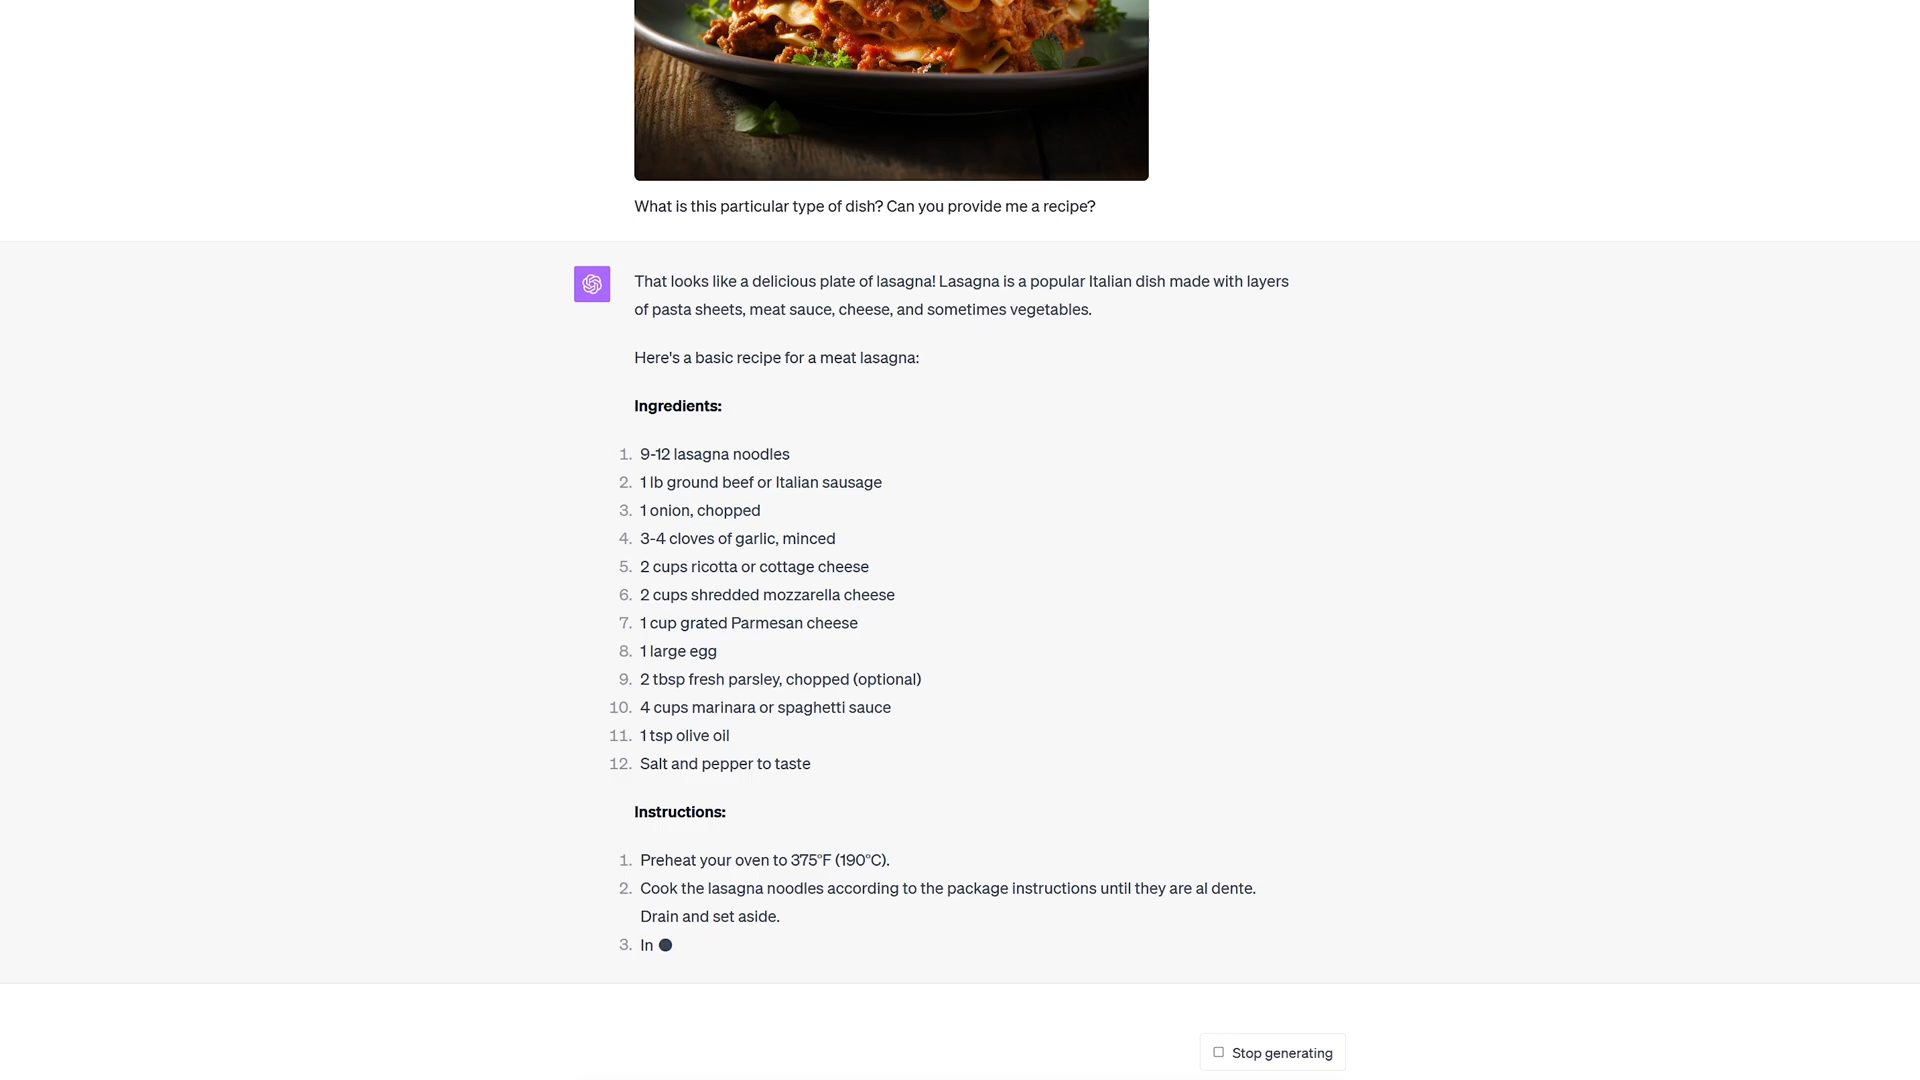 What is this particular type of dish? Can you provide me a recipe?
That looks like a delicious plate of lasagna! Lasagna is a popular Italian dish made with layers
of pasta sheets, meat sauce, cheese, and sometimes vegetables.
Here's a basic recipe for a meat lasagna:
Ingredients:
1. 9-12 lasagna noodles
2. 1 lb ground beef or Italian sausage
3. 1 onion, chopped
4. 3-4 cloves of garlic, minced
5. 2 cups ricotta or cottage cheese
6. 2 cups shredded mozzarella cheese
7. 1 cup grated Parmesan cheese
8. 1 large egg
9. 2 tbsp fresh parsley, chopped (optional)
10. 4 cups marinara or spaghetti sauce
11. 1 tsp olive oil
12. Salt and pepper to taste
Instructions:
1. Preheat your oven to 375°F (190°C).
2. Cook the lasagna noodles according to the package instructions until they are al dente.
Drain and set aside.
3. In
Stop generating